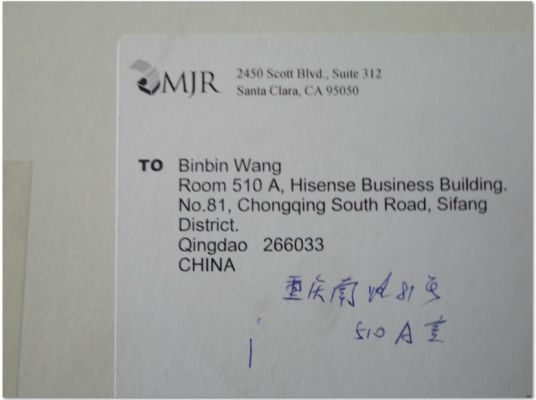 MJR
2450 Scott Blvd., Suite 312
Santa Clara, CA 95050
TO Binbin Wang
Room 510 A, Hisense Business Building.
No.81, Chongqing South Road, Sifang
District.
Qingdao 266033
CHINA
重庆南路81号
510 A室